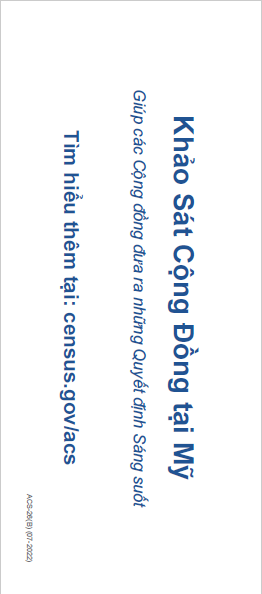 Khảo Sát Cộng Đồng tại Mỹ
Giúp các Cộng đồng đưa ra những Quyết định Sáng suốt
Tìm hiểu thêm tại: census.gov/acs
ACS-26(B) (07-2022)